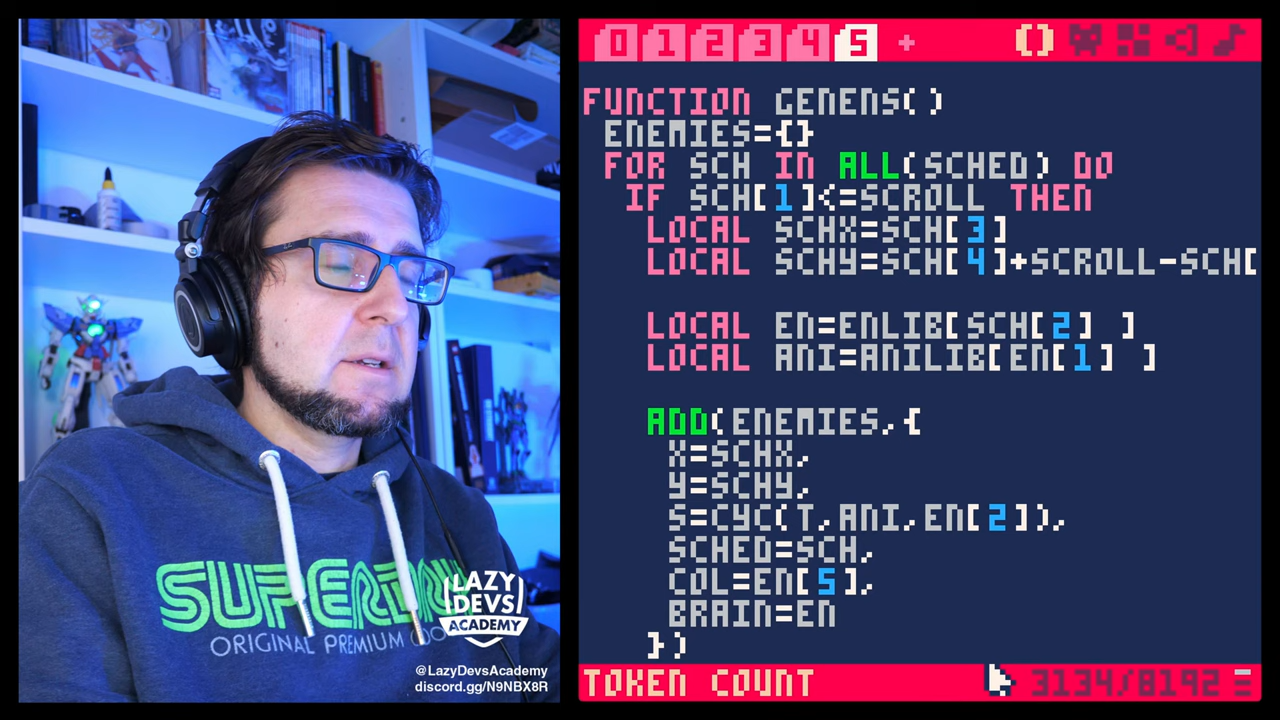 SUPERDRY
ORIGINAL PREMIUM
LAZY
DEVS
ACADEMY
@LazyDevsAcademy
discord.gg/N9NBX8R
0 1 2 3 4 5 +
FUNCTION GENENS()
ENEMIES={}
FOR SCH IN ALL(SCHED) DO
IF SCH[1]<=SCROLL THEN
LOCAL SCHX=SCH[3]
LOCAL SCHY=SCH[4]+SCROLL-SCH[
LOCAL EN=ENLIB[SCH[2] ]
LOCAL ANI=ANILIB[EN[1] ]
ADD(ENEMIES,{
X=SCHX,
Y=SCHY,
S=CYC(T,ANI,EN[2]),
SCHED=SCH,
COL=EN[5],
BRAIN=EN
})
TOKEN COUNT 3134/8192